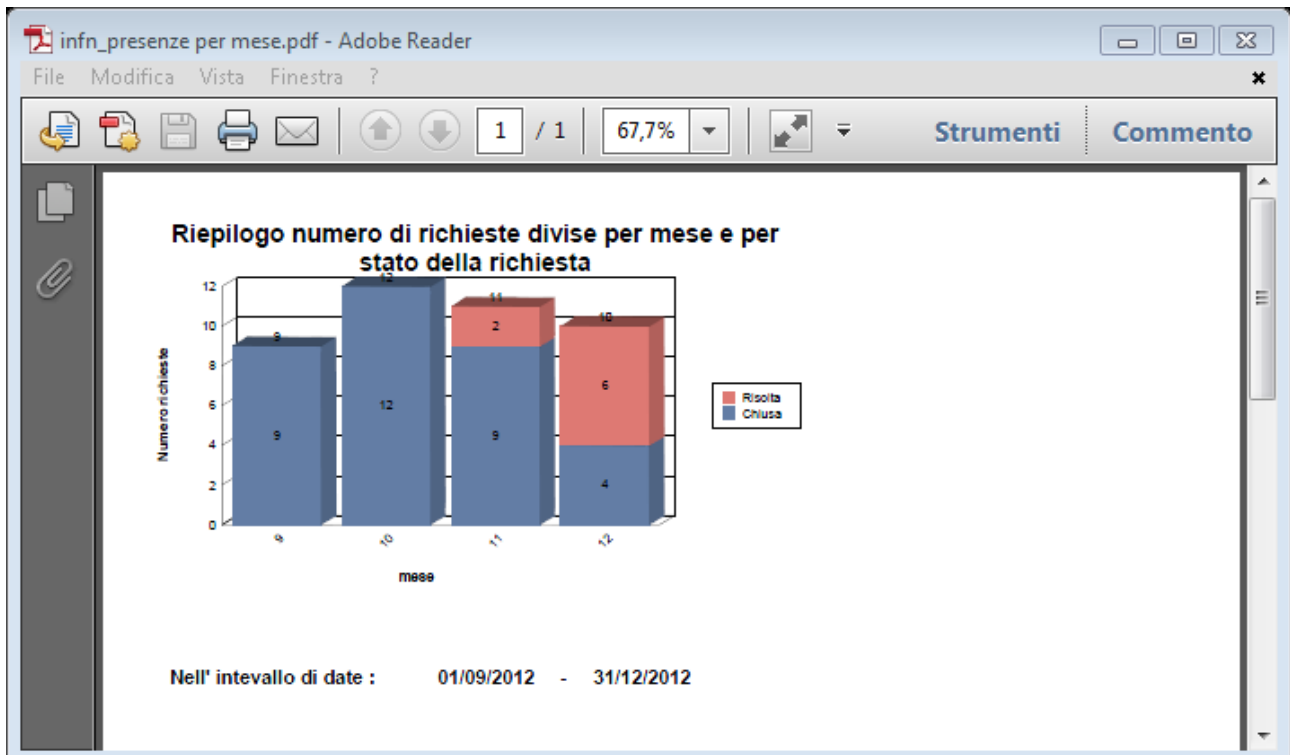 infn_presenze per mese.pdf - Adobe Reader
File Modifica Vista Finestra ?
1 / 1 67,7% Strumenti Commento
Riepilogo numero di richieste divise per mese e per
stato della richiesta
Numero richieste
12
10
8
6
4
2
0
9
12
11
10
9
12
2
9
6
4
9 10 11 12
mese
Risolta
Chiusa
Nell' intevallo di date : 01/09/2012 - 31/12/2012